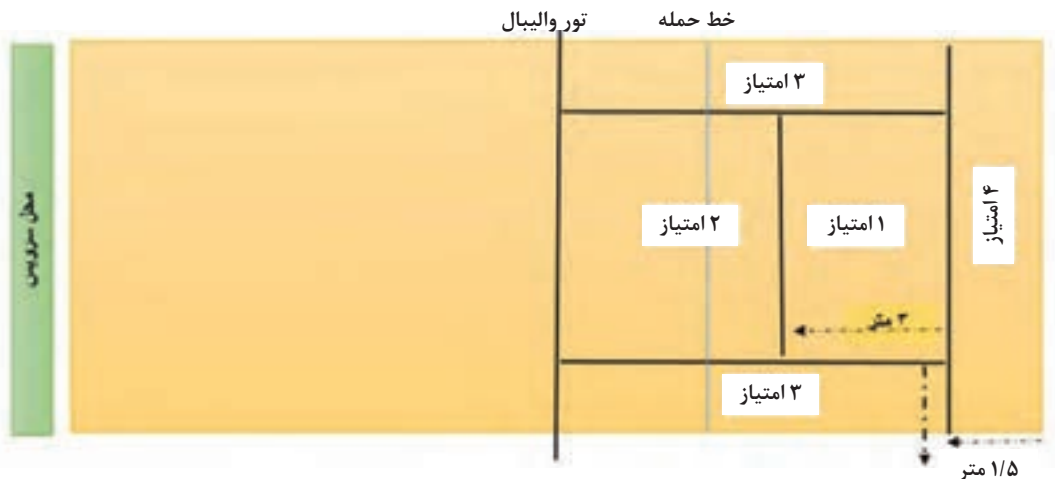 خط حمله
تور والیبال
۳ امتیاز
۴ امتیاز
۱ امتیاز
۲ امتیاز
۳ متر
۳ امتیاز
۱/۵ متر
محل سرویس